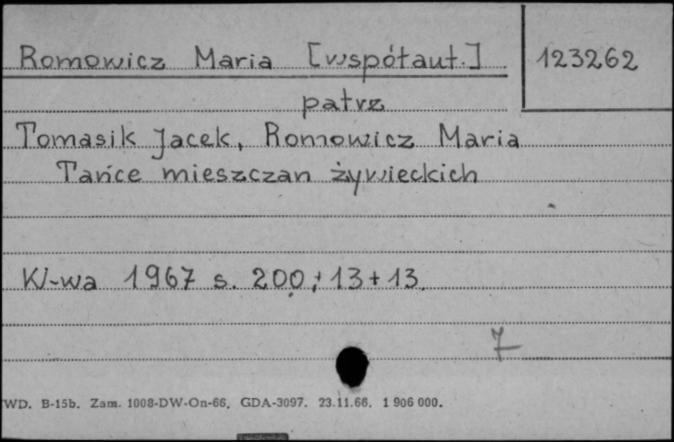 Romowicz Maria [współaut.] 123262
patrz
Tomasik Jacek, Romowicz Maria
Tańce mieszczan żywieckich
W-wa 1967 s. 200, +13+13.
7
WD. B-15b. Zam. 1008-DW-On-66. GDA-3097. 23.11.66. 1 906 000.